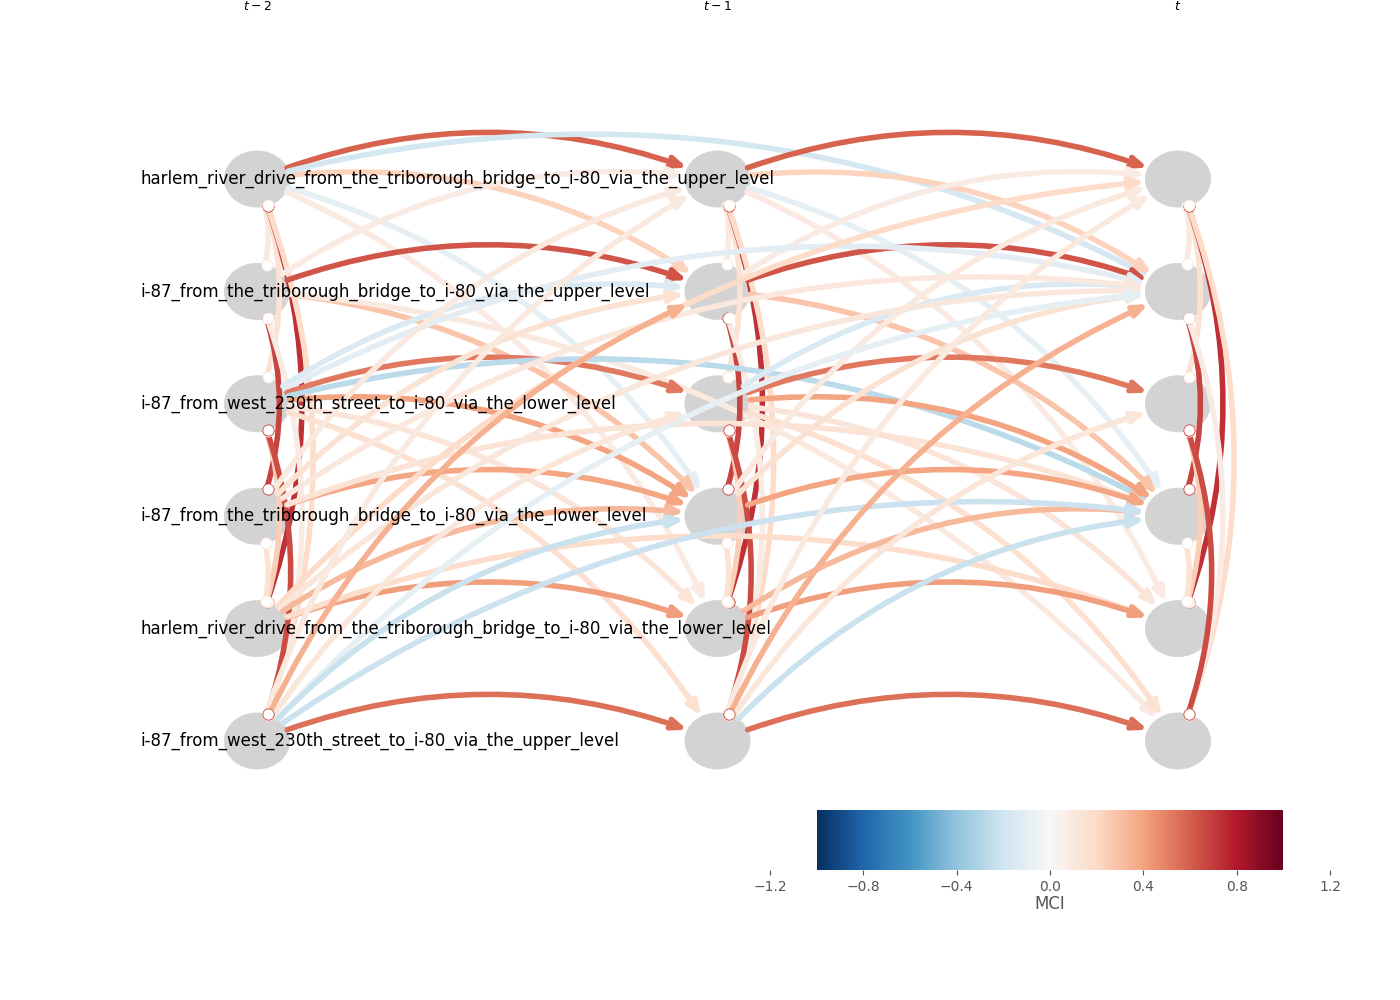 t − 2 t − 1 t
harlem_river_drive_from_the_triborough_bridge_to_i-80_via_the_upper_level
i-87_from_the_triborough_bridge_to_i-80_via_the_upper_level
i-87_from_west_230th_street_to_i-80_via_the_lower_level
i-87_from_the_triborough_bridge_to_i-80_via_the_lower_level
harlem_river_drive_from_the_triborough_bridge_to_i-80_via_the_lower_level
i-87_from_west_230th_street_to_i-80_via_the_upper_level
−1.2 −0.8 −0.4 0.0 0.4 0.8 1.2
MCI